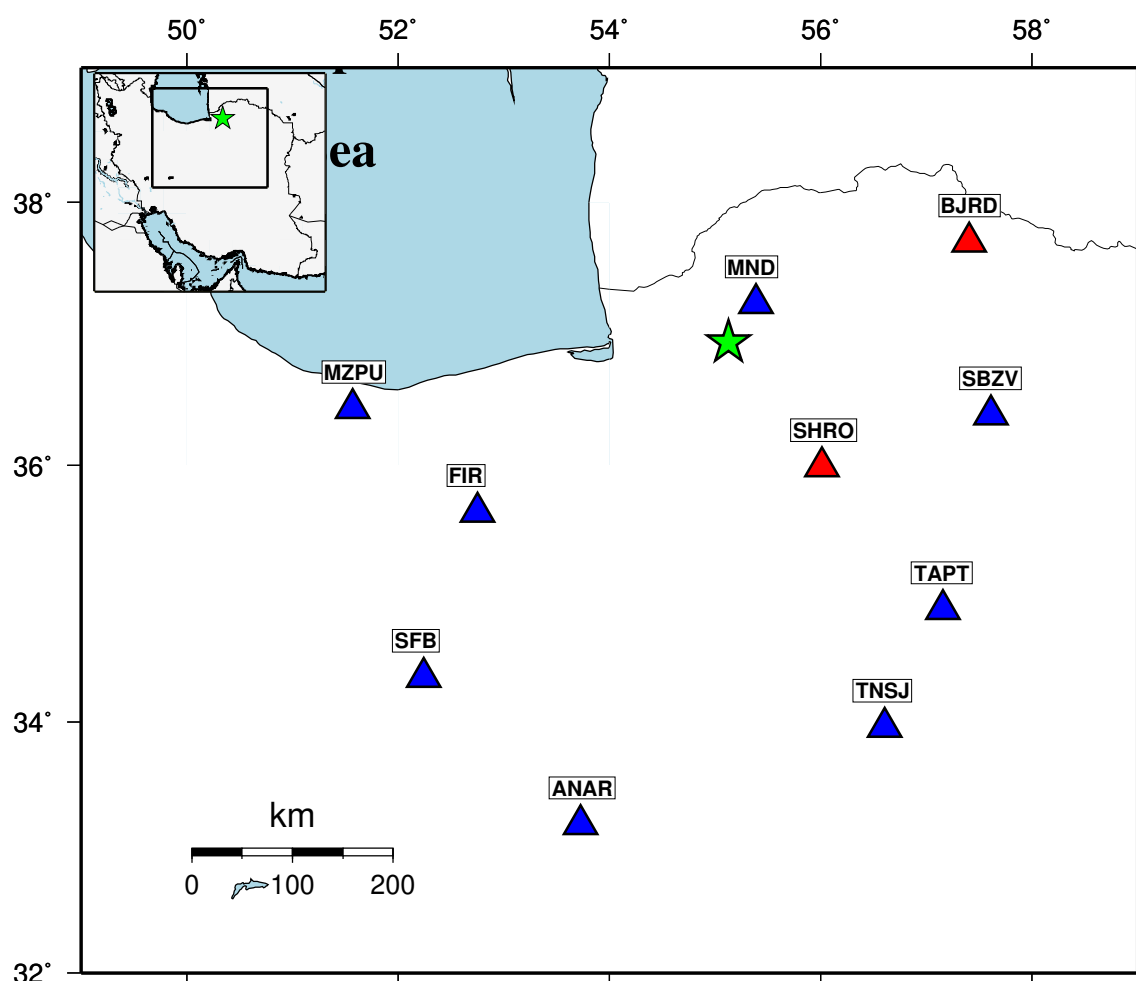 50° 52° 54° 56° 58°
ea
38°
BJRD
MND
MZPU
SBZV
SHRO
36°
FIR
TAPT
SFB
TNSJ
34°
ANAR
km
0 100 200
32°